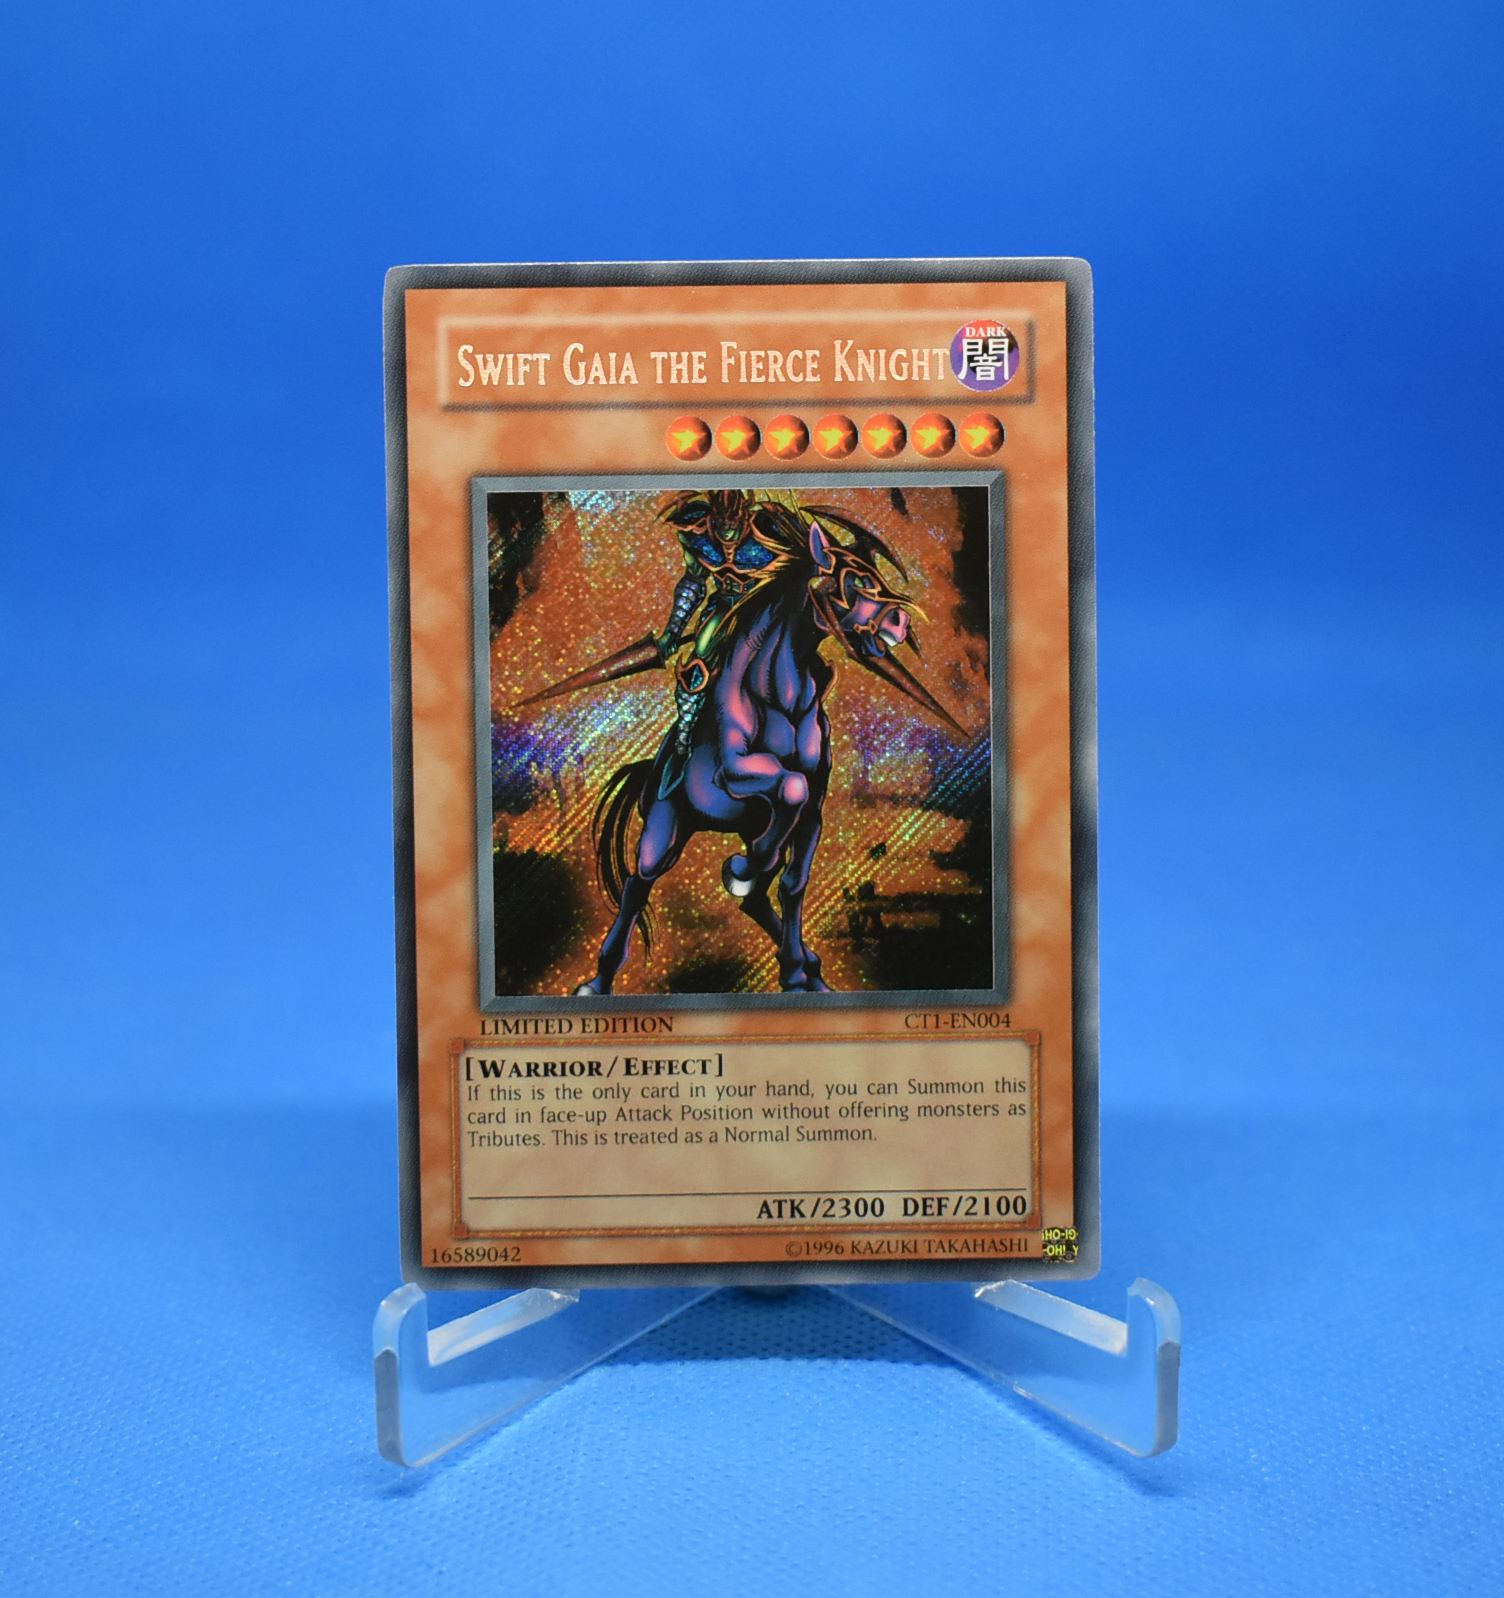 SWIFT GAIA THE FIERCE KNIGHT
DARK
闇
LIMITED EDITION CT1-EN004
[WARRIOR/EFFECT]
If this is the only card in your hand, you can Summon this
card in face-up Attack Position without offering monsters as
Tributes. This is treated as a Normal Summon.
ATK/2300 DEF/2100
16589042 ©1996 KAZUKI TAKAHASHI